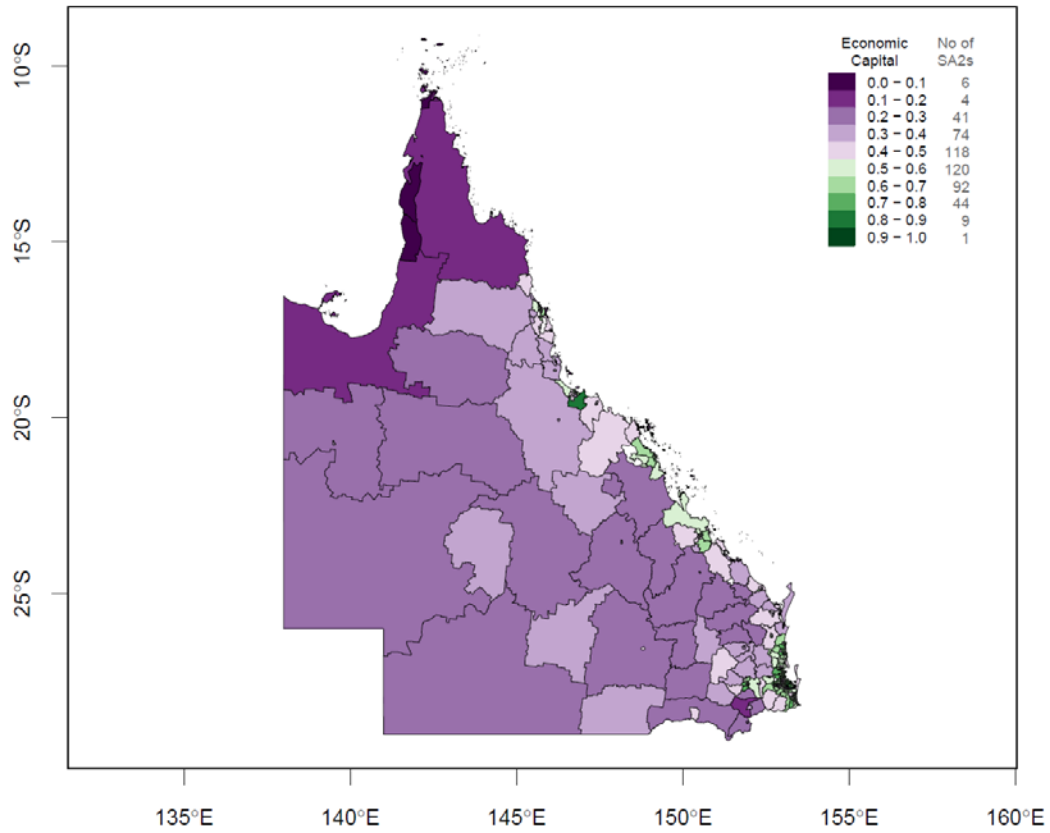 Economic No of
Capital SA2s
0.0 – 0.1 6
0.1 – 0.2 4
0.2 – 0.3 41
0.3 – 0.4 74
0.4 – 0.5 118
0.5 – 0.6 120
0.6 – 0.7 92
0.7 – 0.8 44
0.8 – 0.9 9
0.9 – 1.0 1
10°S
15°S
20°S
25°S
135°E 140°E 145°E 150°E 155°E 160°E